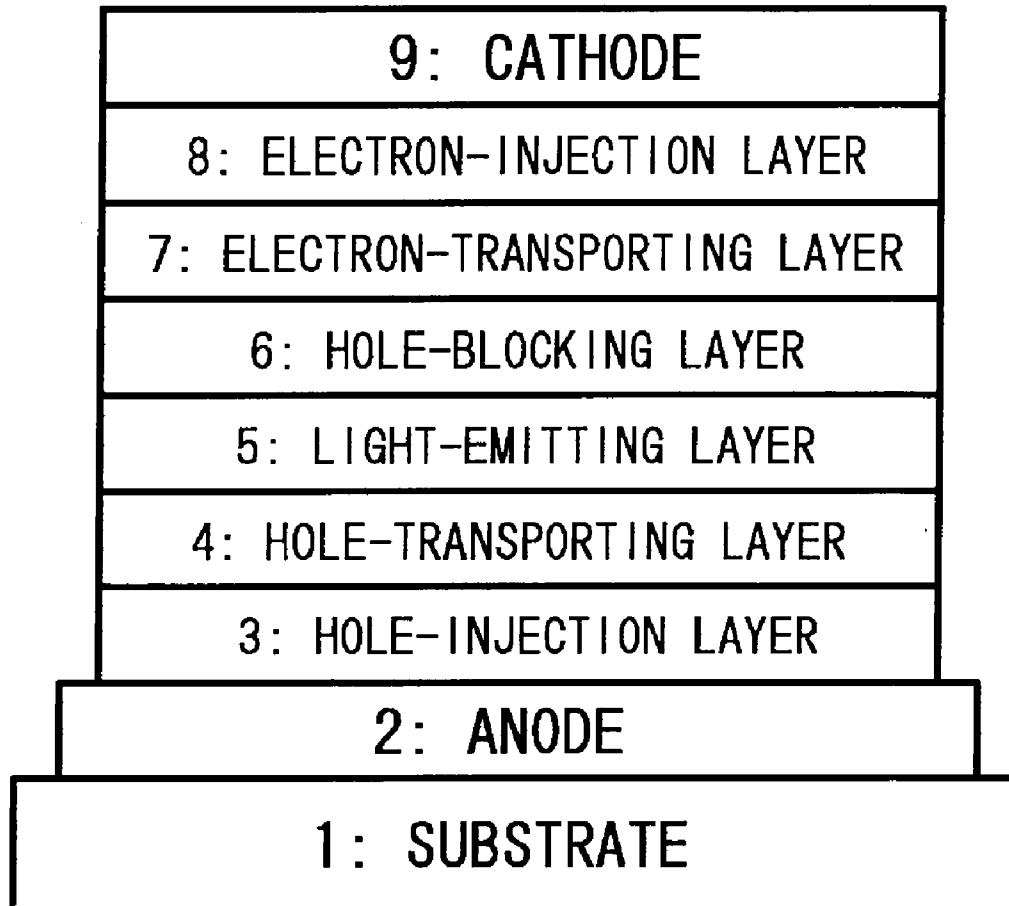 9: CATHODE
8: ELECTRON-INJECTION LAYER
7: ELECTRON-TRANSPORTING LAYER
6: HOLE-BLOCKING LAYER
5: LIGHT-EMITTING LAYER
4: HOLE-TRANSPORTING LAYER
3: HOLE-INJECTION LAYER
2: ANODE
1: SUBSTRATE